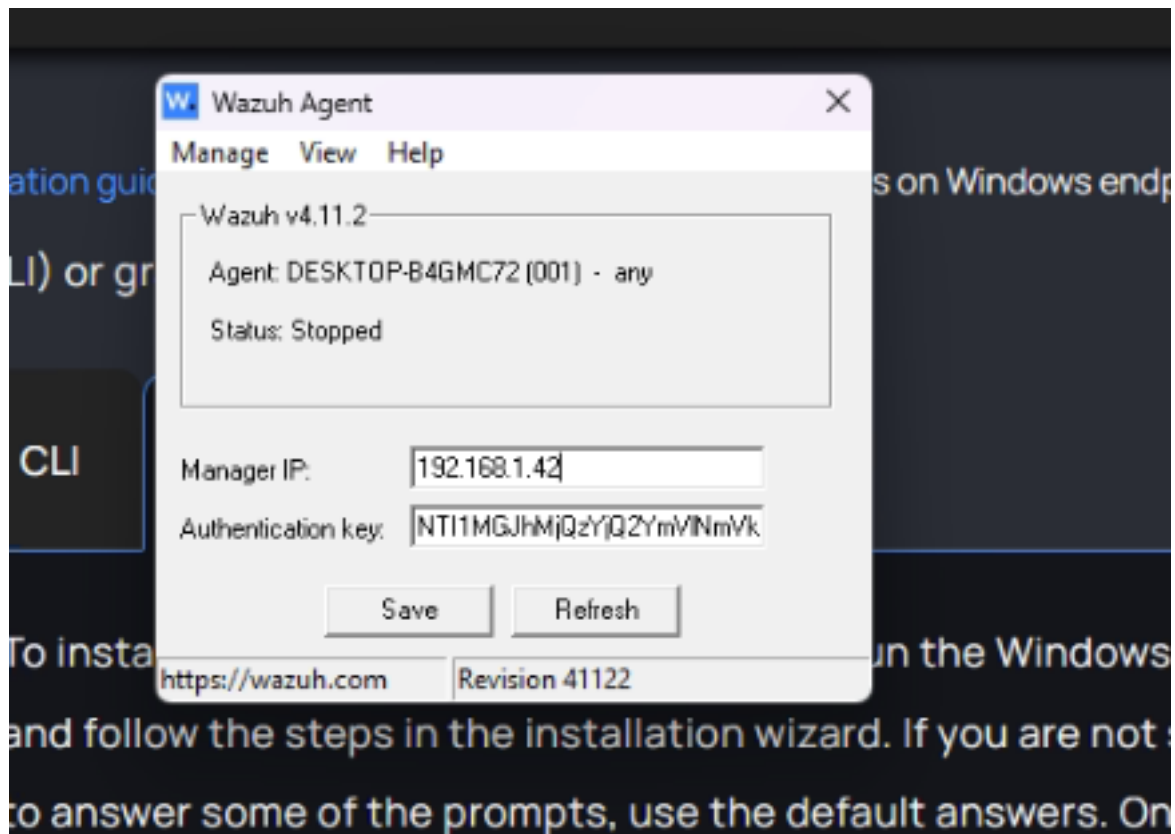 W. Wazuh Agent
Manage View Help
ation guid
s on Windows endp
Wazuh v4.11.2
LI) or gr
Agent: DESKTOP-B4GMC72 (001) - any
Status: Stopped
CLI
Manager IP: 192.168.1.42
Authentication key: NTI1MGJhMjQzYjQ2YmVlNmVk
Save Refresh
To insta
un the Windows
https://wazuh.com Revision 41122
and follow the steps in the installation wizard. If you are not s
to answer some of the prompts, use the default answers. On